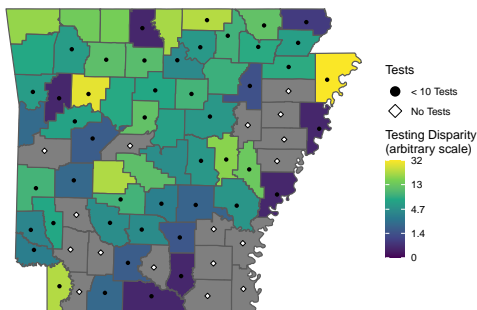 Tests
< 10 Tests
No Tests
Testing Disparity
(arbitrary scale)
32
13
4.7
1.4
0